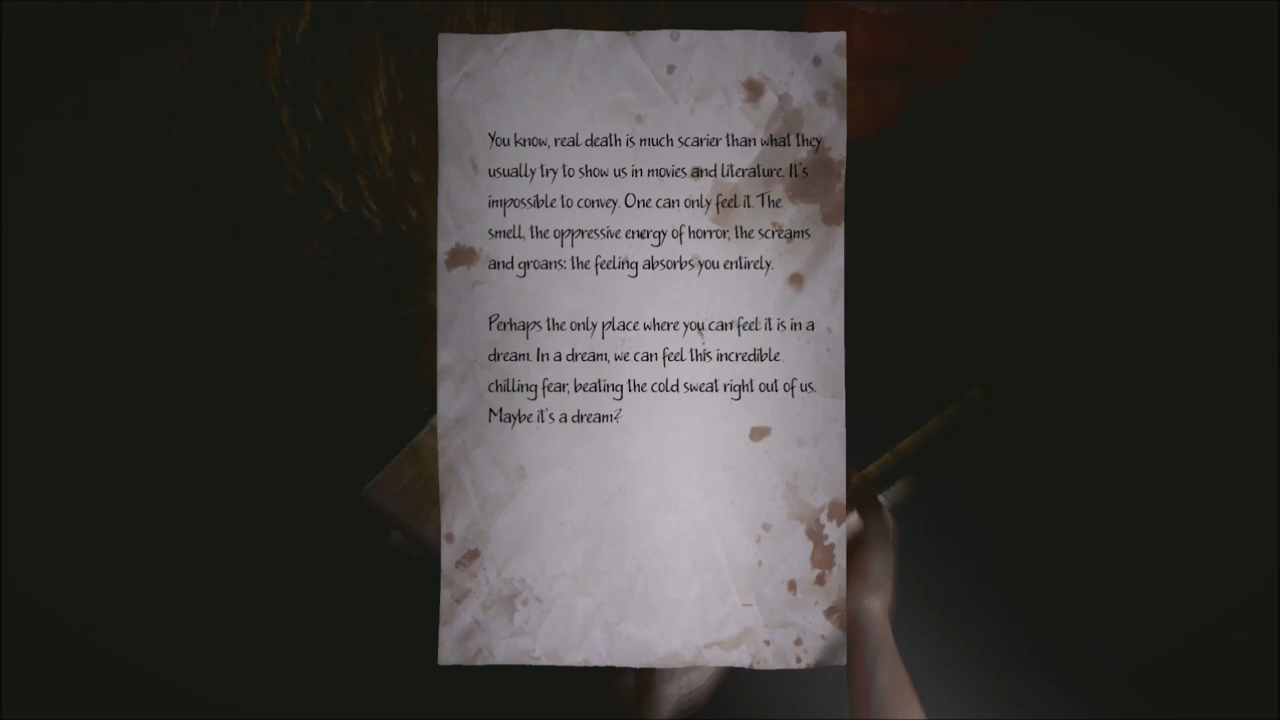 You know, real death is much scarier than what they
usually try to show us in movies and literature. It's
impossible to convey. One can only feel it. The
smell, the oppressive energy of horror, the screams
and groans: the feeling absorbs you entirely.
Perhaps the only place where you can feel it is in a
dream. In a dream, we can feel this incredible
chilling fear, beating the cold sweat right out of us.
Maybe it's a dream?